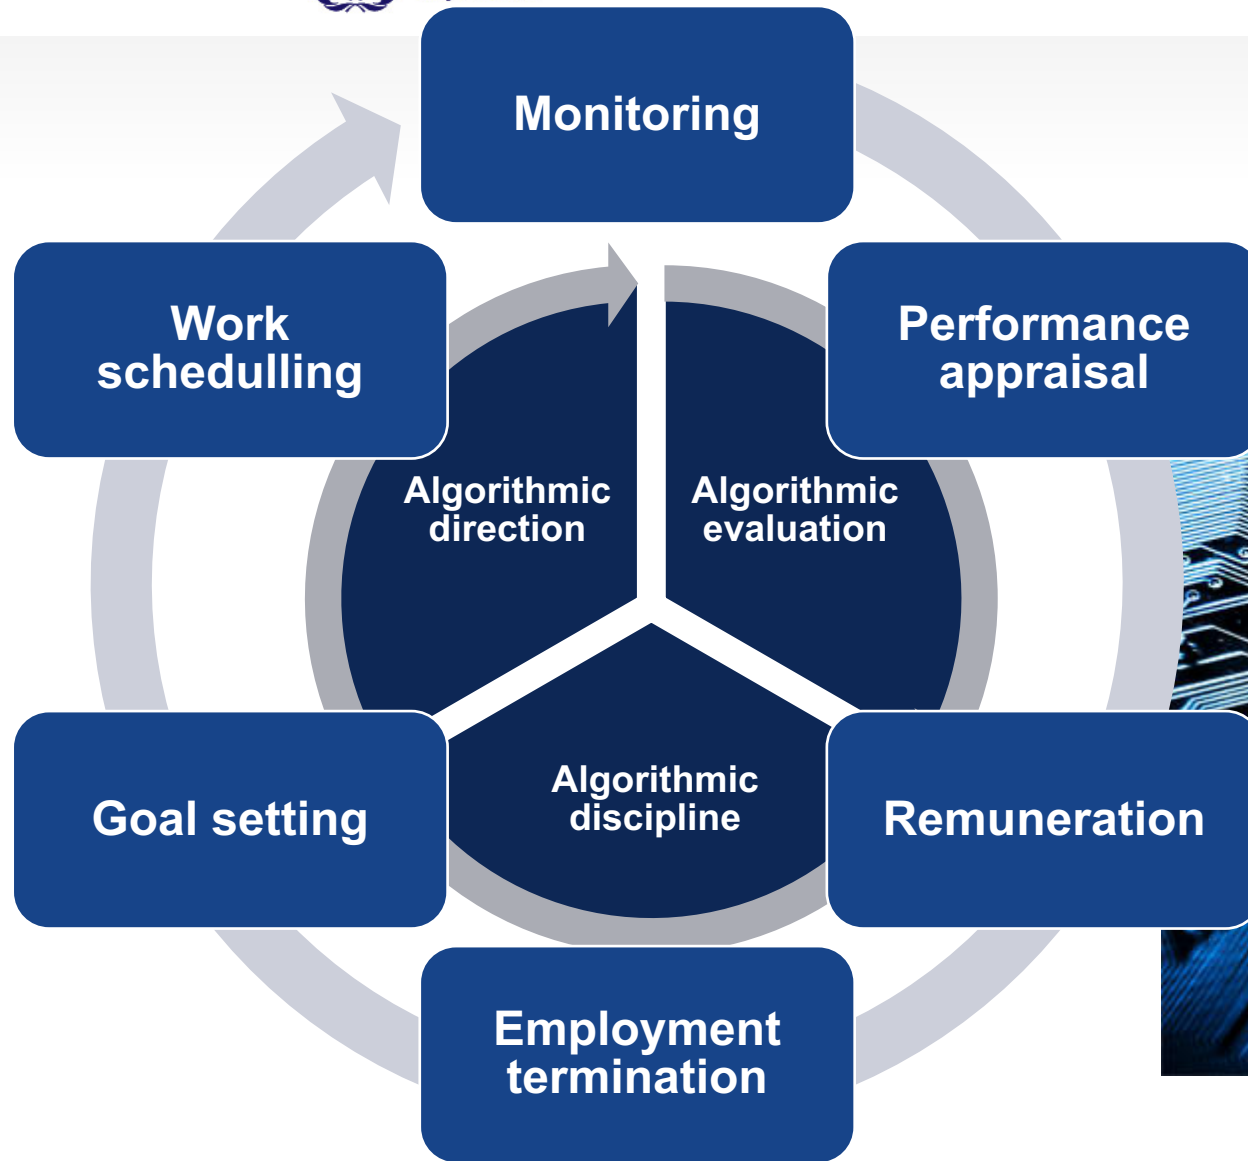 Monitoring
Work
schedulling
Performance
appraisal
Algorithmic
direction
Algorithmic
evaluation
Algorithmic
discipline
Goal setting
Remuneration
Employment
termination